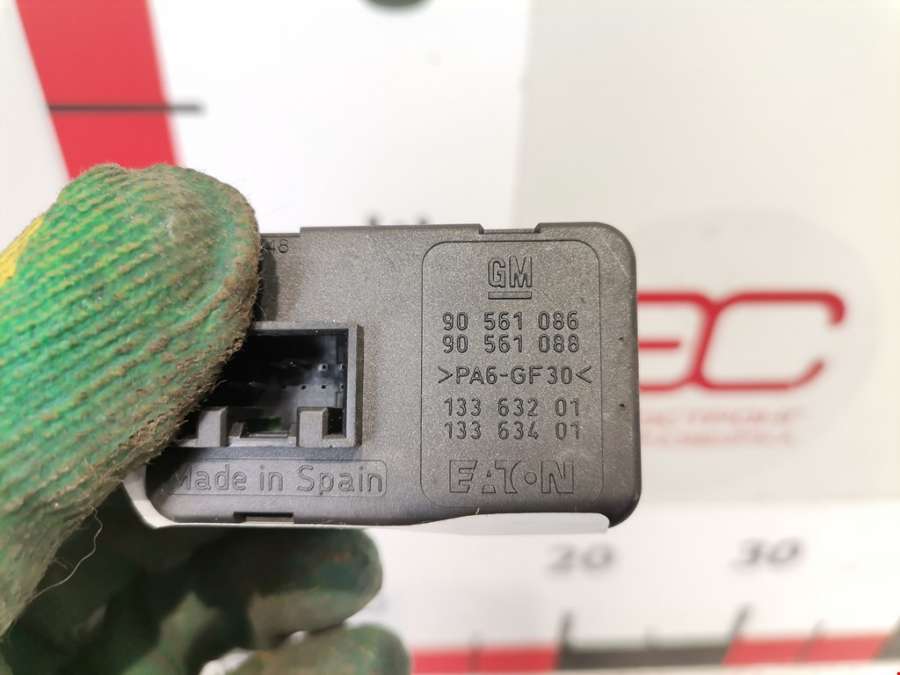 48
GM
90 561 086
90 561 088
>PA6-GF30<
133 632 01
133 634 01
EATON
Made in Spain
20
30